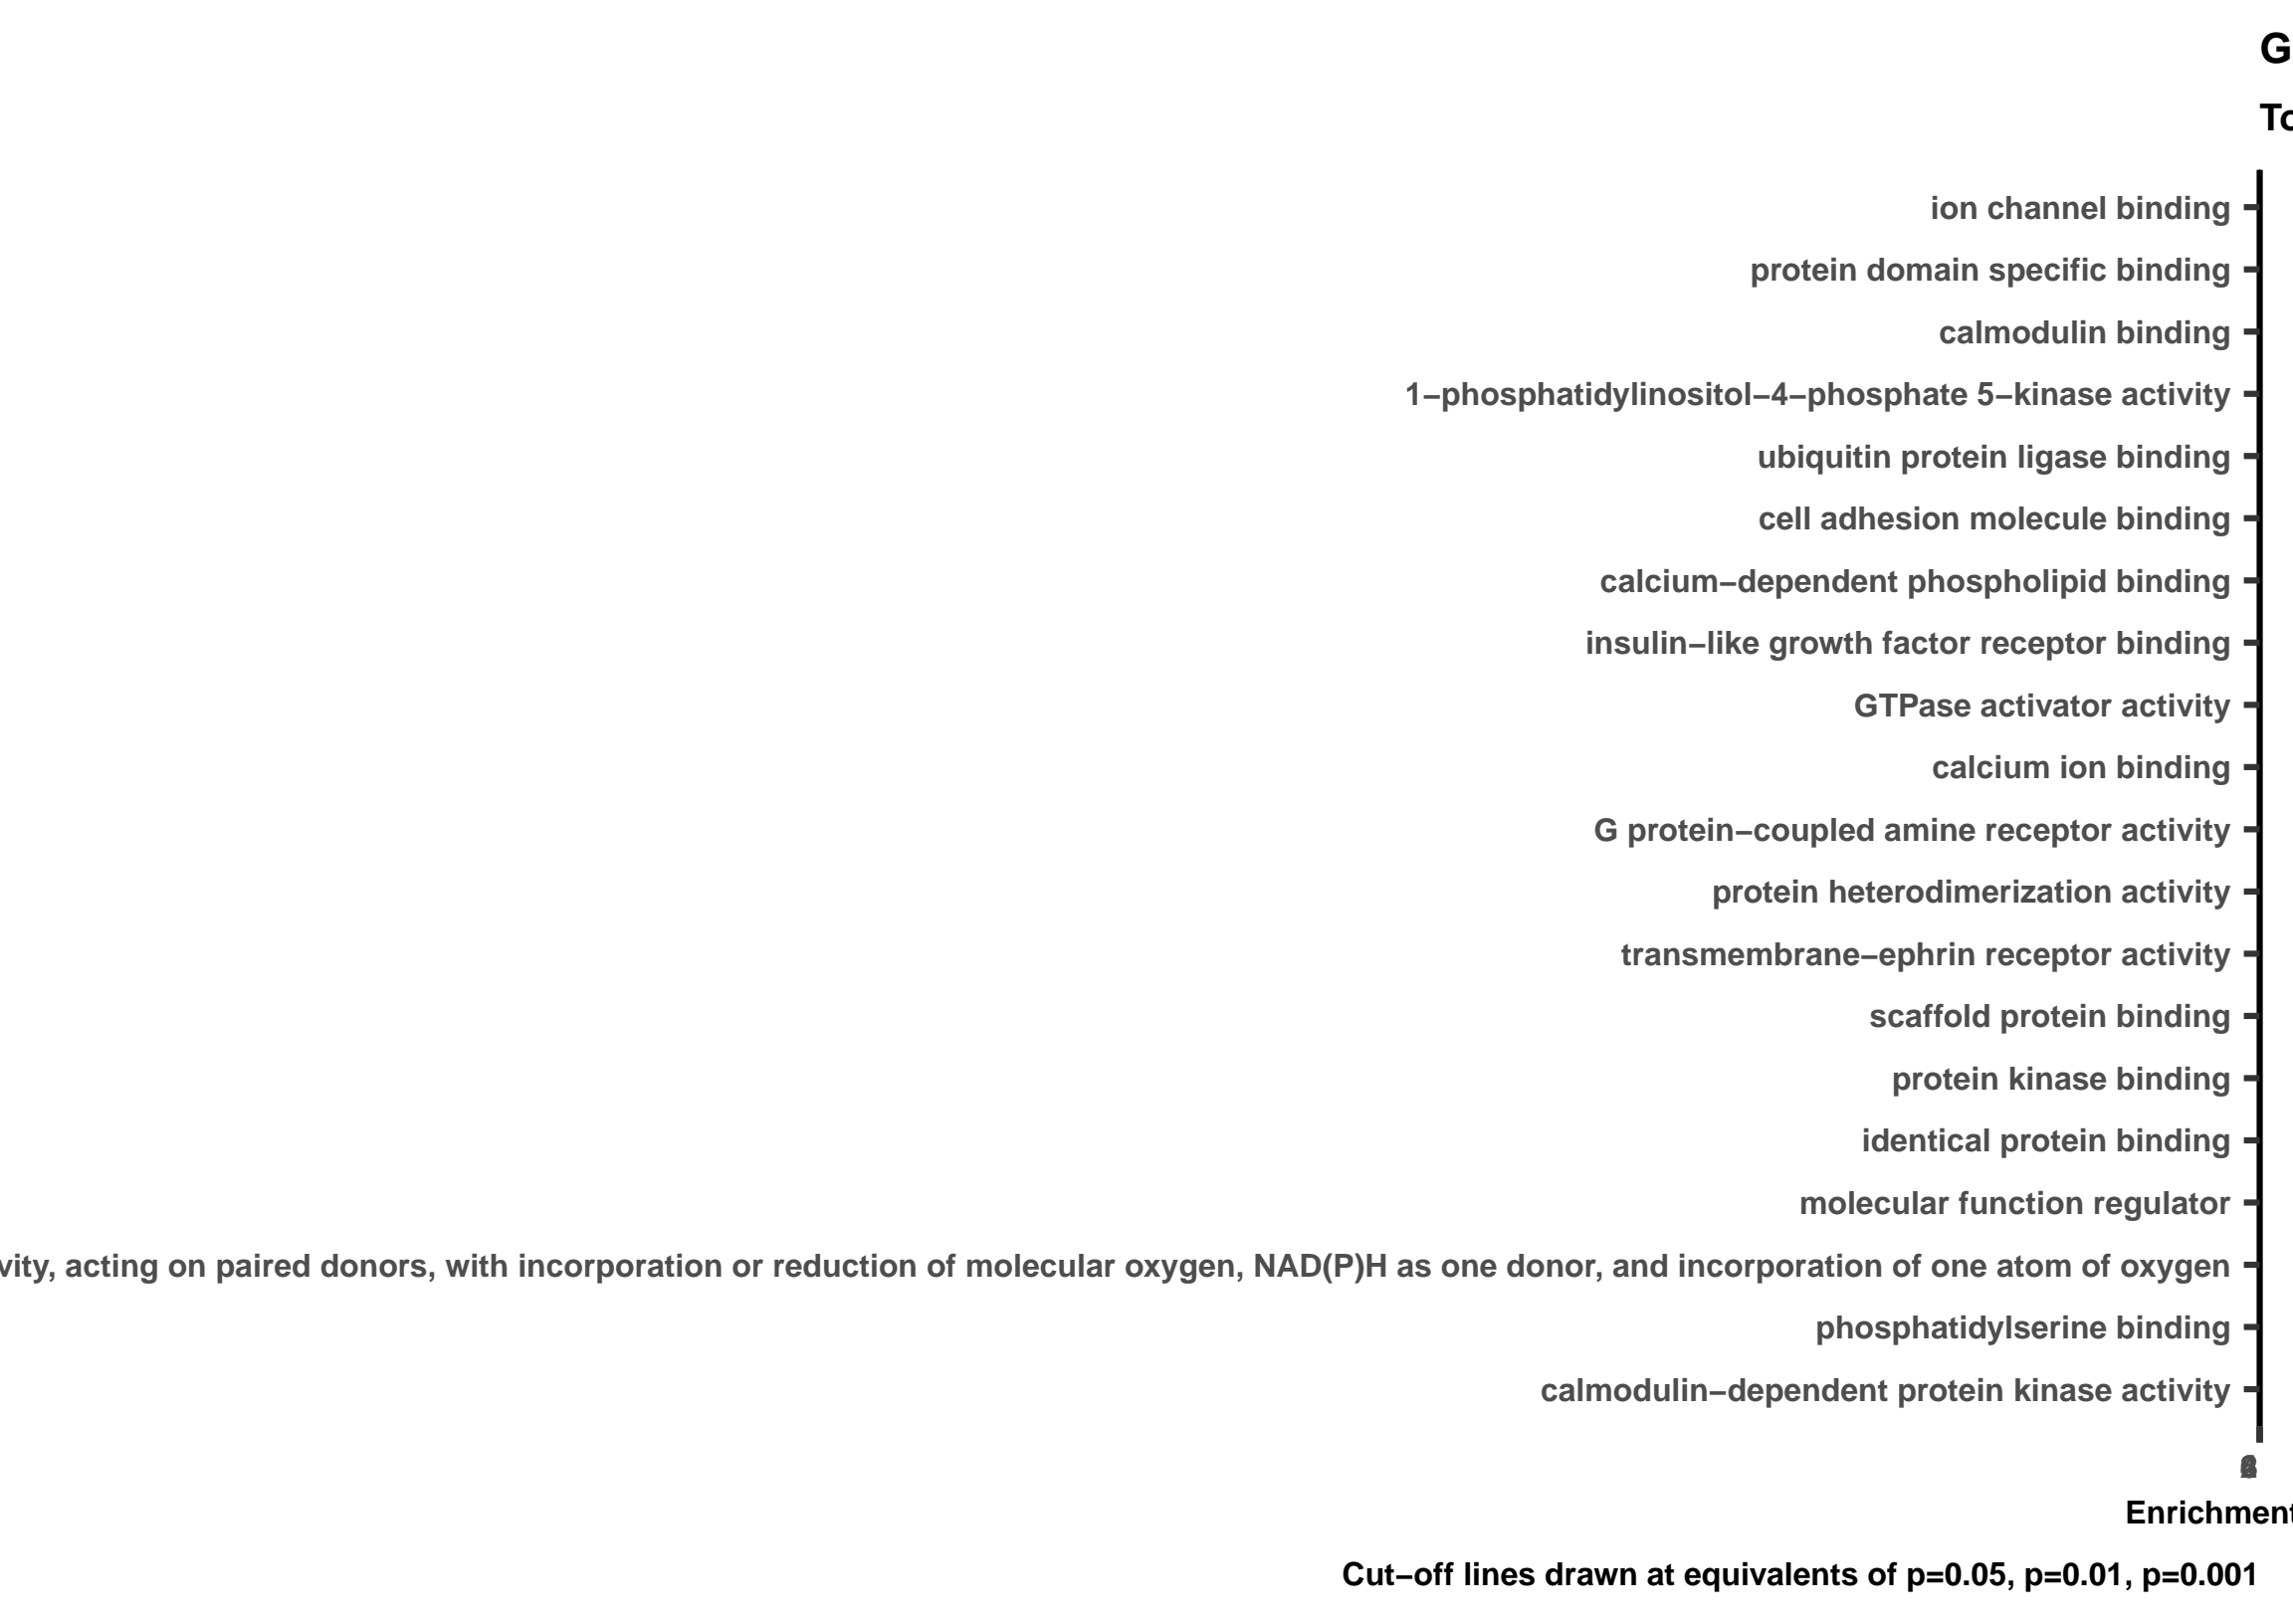 G
To
ion channel binding
protein domain specific binding
calmodulin binding
1−phosphatidylinositol−4−phosphate 5−kinase activity
ubiquitin protein ligase binding
cell adhesion molecule binding
calcium−dependent phospholipid binding
insulin−like growth factor receptor binding
GTPase activator activity
calcium ion binding
G protein−coupled amine receptor activity
protein heterodimerization activity
transmembrane−ephrin receptor activity
scaffold protein binding
protein kinase binding
identical protein binding
molecular function regulator
vity, acting on paired donors, with incorporation or reduction of molecular oxygen, NAD(P)H as one donor, and incorporation of one atom of oxygen
phosphatidylserine binding
calmodulin−dependent protein kinase activity
Enrichment
Cut−off lines drawn at equivalents of p=0.05, p=0.01, p=0.001